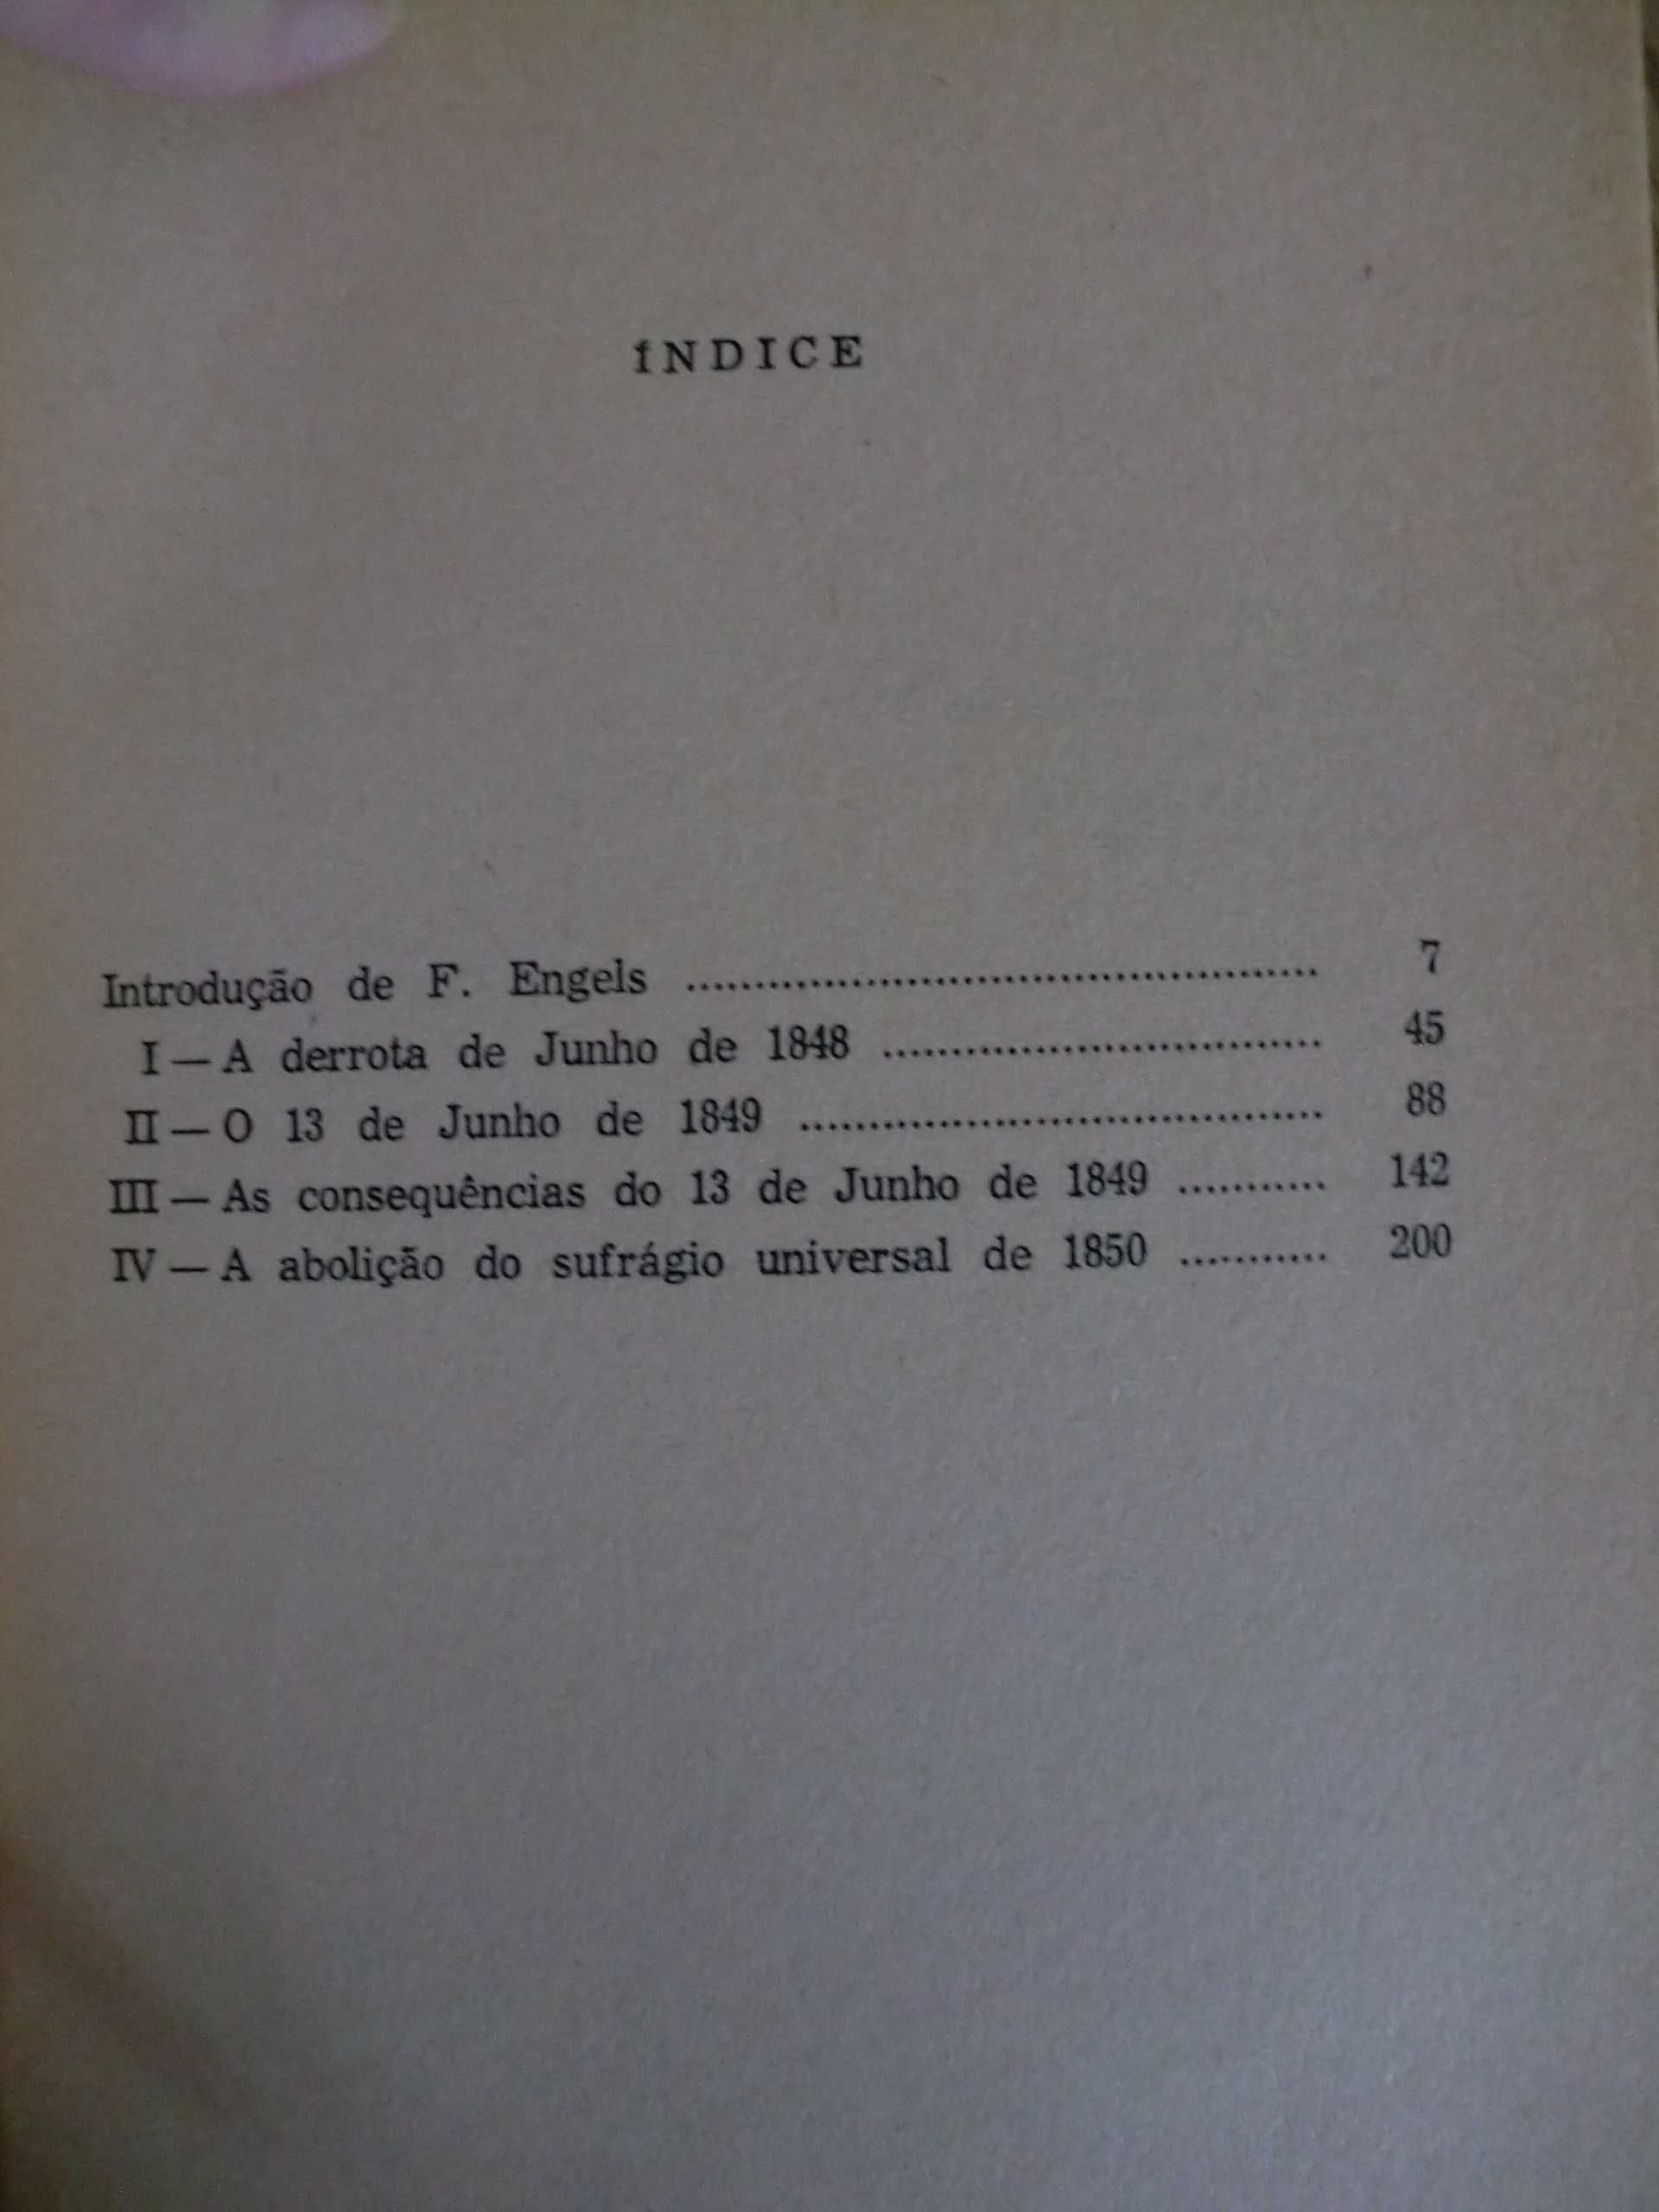 ÍNDICE
Introdução de F. Engels ............................................... 7
I — A derrota de Junho de 1848 ................................ 45
II — O 13 de Junho de 1849 ....................................... 88
III — As consequências do 13 de Junho de 1849 ........... 142
IV — A abolição do sufrágio universal de 1850 ........... 200